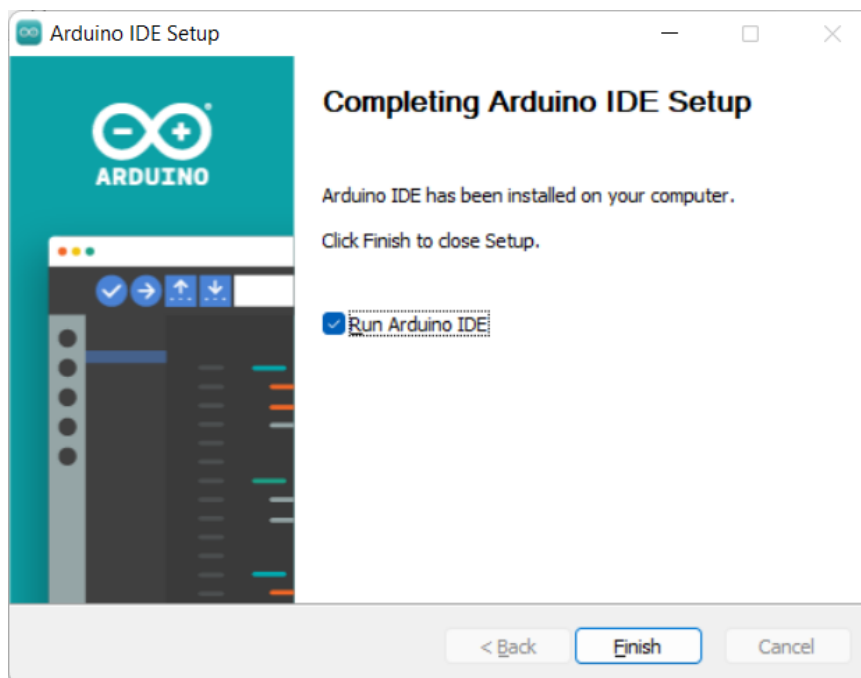 Arduino IDE Setup
ARDUINO
Completing Arduino IDE Setup
Arduino IDE has been installed on your computer.
Click Finish to close Setup.
Run Arduino IDE
< Back
Finish
Cancel